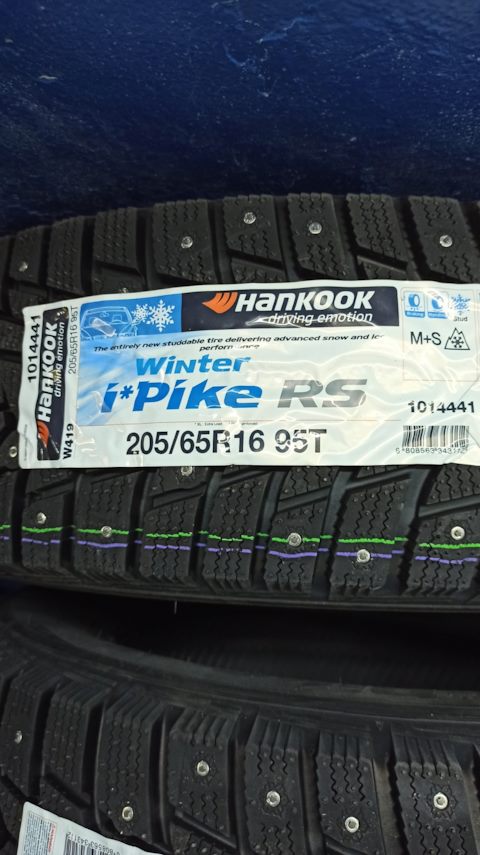 HANKOOK
driving emotion
The entirely new studdable tire delivering advanced snow and ice
performance
Winter
i*Pike RS
205/65R16 95T
M+S
Stud
1014441
1014441
HANKOOK
driving emotion
205/65R16 95T
W419